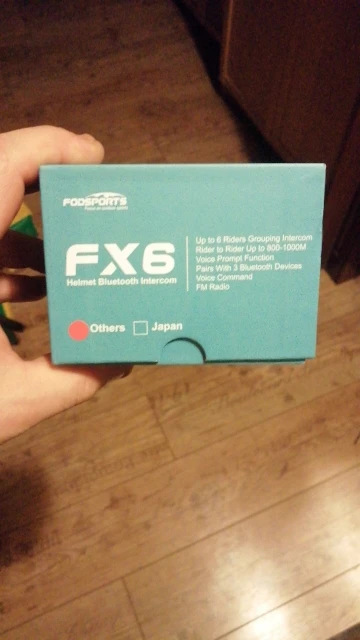 FODSPORTS
FX6
Helmet Bluetooth Intercom
Up to 6 Riders Grouping Intercom
Rider to Rider Up to 800-1000M
Voice Prompt Function
Pairs With 3 Bluetooth Devices
Voice Command
FM Radio
Others
Japan